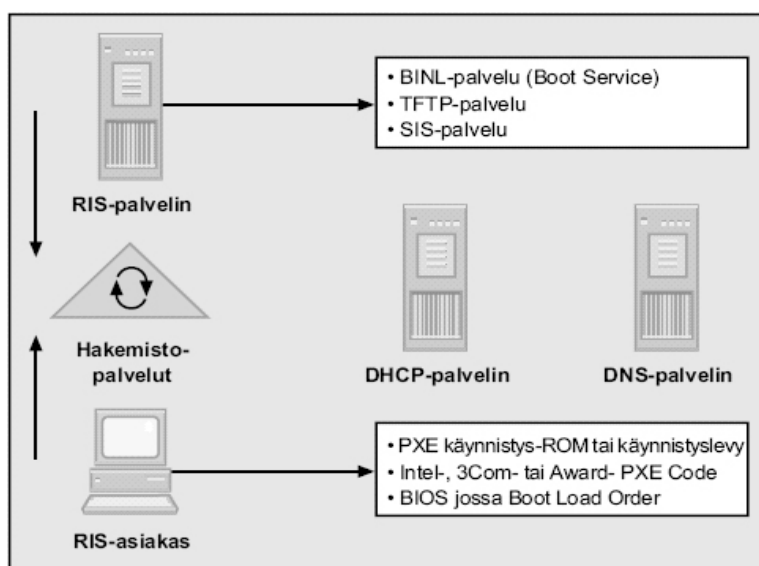 • BINL-palvelu (Boot Service)
• TFTP-palvelu
• SIS-palvelu
RIS-palvelin
Hakemisto-
palvelut
DHCP-palvelin
DNS-palvelin
• PXE käynnistys-ROM tai käynnistyslevy
• Intel-, 3Com- tai Award- PXE Code
• BIOS jossa Boot Load Order
RIS-asiakas